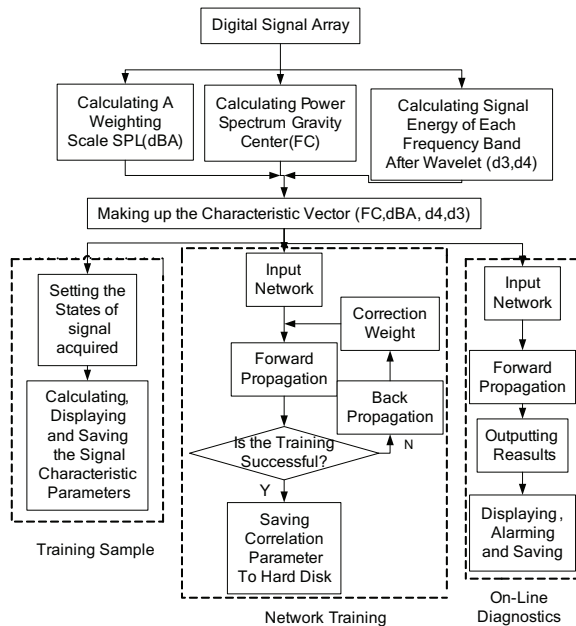 Digital Signal Array
Calculating A
Weighting
Scale SPL(dBA)
Calculating Power
Spectrum Gravity
Center(FC)
Calculating Signal
Energy of Each
Frequency Band
After Wavelet (d3,d4)
Making up the Characteristic Vector (FC,dBA, d4,d3)
Setting the
States of
signal
acquired
Calculating,
Displaying
and Saving
the Signal
Characteristic
Parameters
Training Sample
Input
Network
Forward
Propagation
Correction
Weight
Back
Propagation
Is the Training
Successful?
N
Y
Saving
Correlation
Parameter
To Hard Disk
Network Training
Input
Network
Forward
Propagation
Outputting
Reasults
Displaying,
Alarming
and Saving
On-Line
Diagnostics